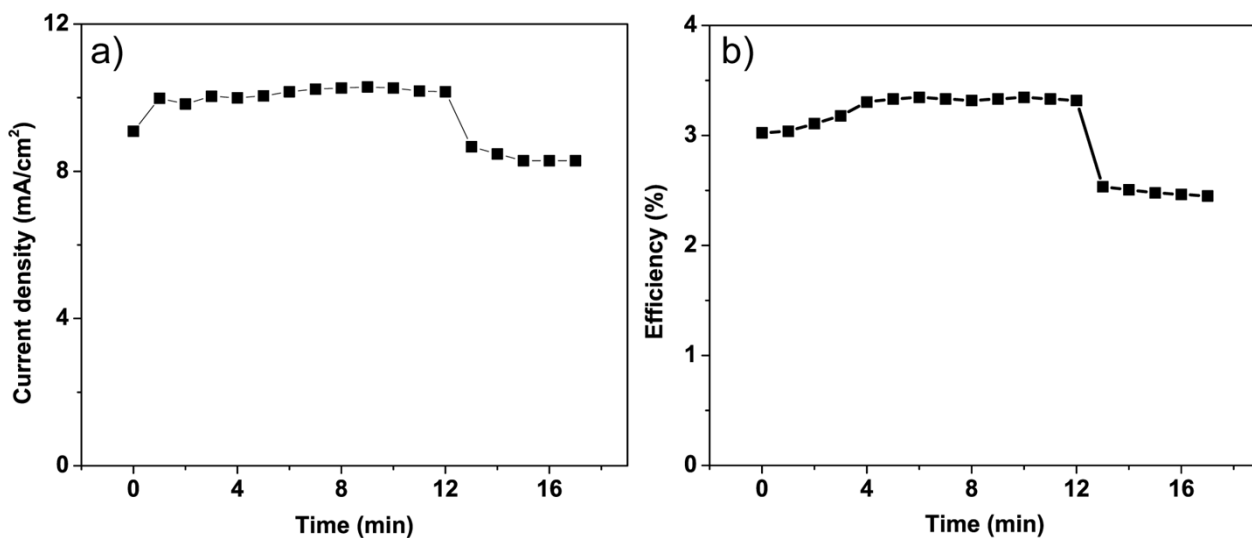 a)
Current density (mA/cm²)
12
8
4
0
0 4 8 12 16
Time (min)
b)
Efficiency (%)
4
3
2
1
0
0 4 8 12 16
Time (min)